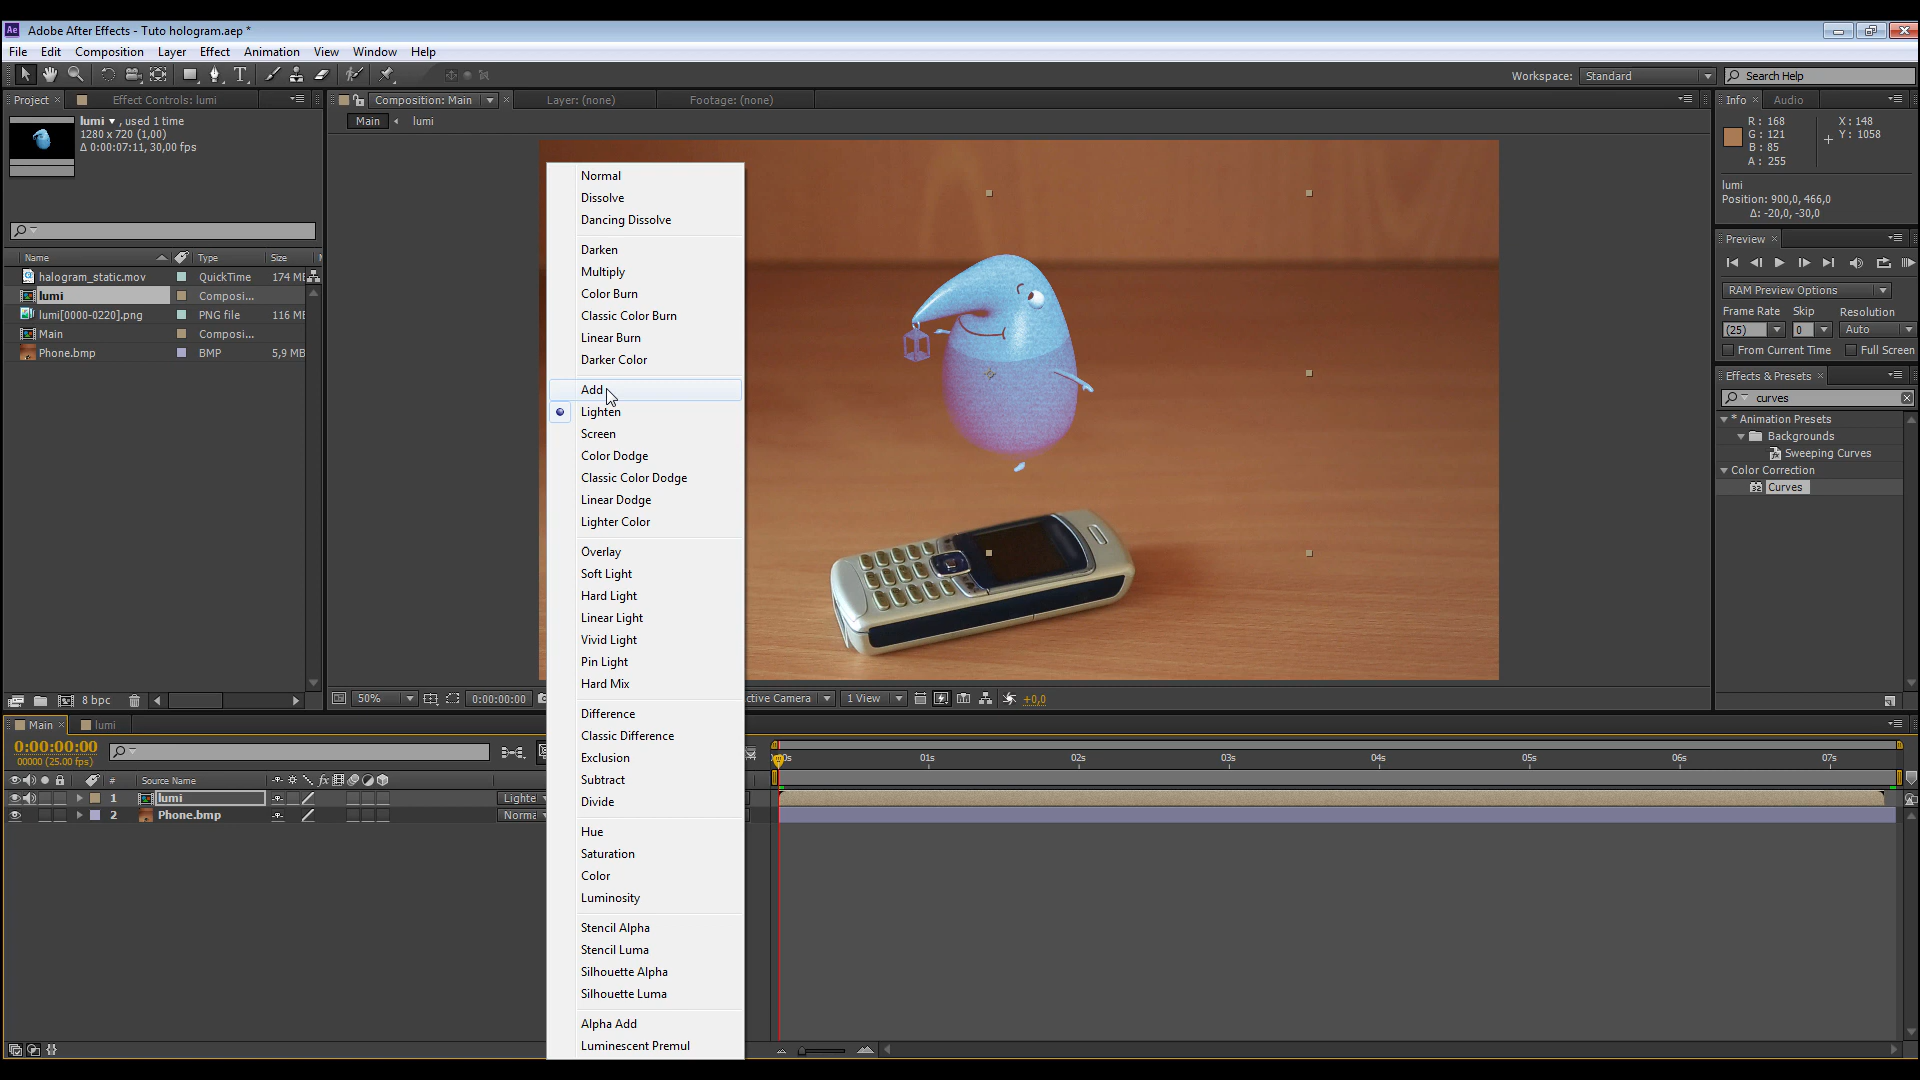 Ae Adobe After Effects - Tuto hologram.aep *
File Edit Composition Layer Effect Animation View Window Help
T
Workspace: Standard
Search Help
Project × Effect Controls: lumi
lumi ▼ , used 1 time
1280 x 720 (1,00)
Δ 0:00:07:11, 30,00 fps
Name Type Size
halogram_static.mov QuickTime 174 ME
lumi Composi...
lumi[0000-0220].png PNG file 116 ME
Main Composi...
Phone.bmp BMP 5,9 ME
8 bpc
Composition: Main Layer: (none) Footage: (none)
Main lumi
Normal
Dissolve
Dancing Dissolve
Darken
Multiply
Color Burn
Classic Color Burn
Linear Burn
Darker Color
Add
Lighten
Screen
Color Dodge
Classic Color Dodge
Linear Dodge
Lighter Color
Overlay
Soft Light
Hard Light
Linear Light
Vivid Light
Pin Light
Hard Mix
Difference
Classic Difference
Exclusion
Subtract
Divide
Hue
Saturation
Color
Luminosity
Stencil Alpha
Stencil Luma
Silhouette Alpha
Silhouette Luma
Alpha Add
Luminescent Premul
50% 0:00:00:00 ctive Camera 1 View +0,0
Info × Audio
R : 168 X : 148
G : 121 Y : 1058
B : 85
A : 255
lumi
Position: 900,0, 466,0
Δ: -20,0, -30,0
Preview ×
RAM Preview Options
Frame Rate Skip Resolution
(25) 0 Auto
From Current Time Full Screen
Effects & Presets ×
curves
* Animation Presets
Backgrounds
Sweeping Curves
Color Correction
32 Curves
Main × lumi
0:00:00:00
00000 (25.00 fps)
# Source Name
1 lumi Lighte
2 Phone.bmp Norma
0s 01s 02s 03s 04s 05s 06s 07s